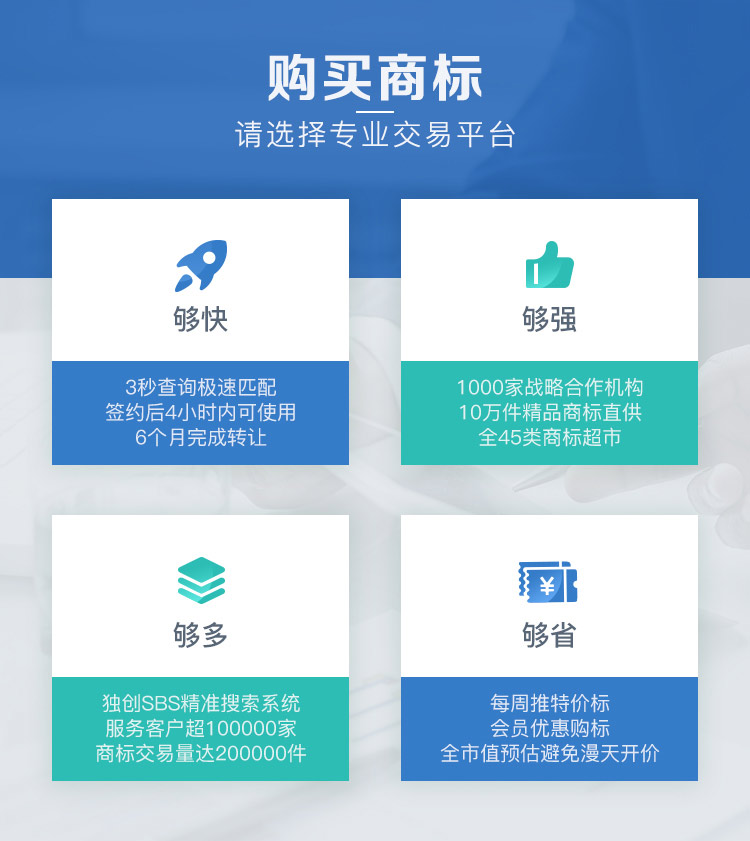 购买商标
请选择专业交易平台
够快
3秒查询极速匹配
签约后4小时内可使用
6个月完成转让
够强
1000家战略合作机构
10万件精品商标直供
全45类商标超市
够多
独创SBS精准搜索系统
服务客户超100000家
商标交易量达200000件
¥
够省
每周推特价标
会员优惠购标
全市值预估避免漫天开价